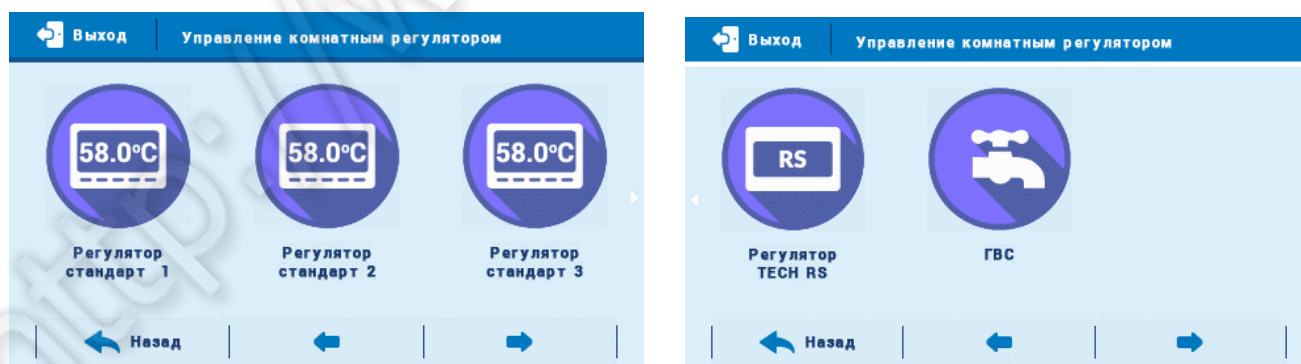 Выход Управление комнатным регулятором
58.0°C 58.0°C 58.0°C
Регулятор стандарт 1
Регулятор стандарт 2
Регулятор стандарт 3
Назад
Выход Управление комнатным регулятором
RS
Регулятор
TECH RS
ГВС
Назад
http://